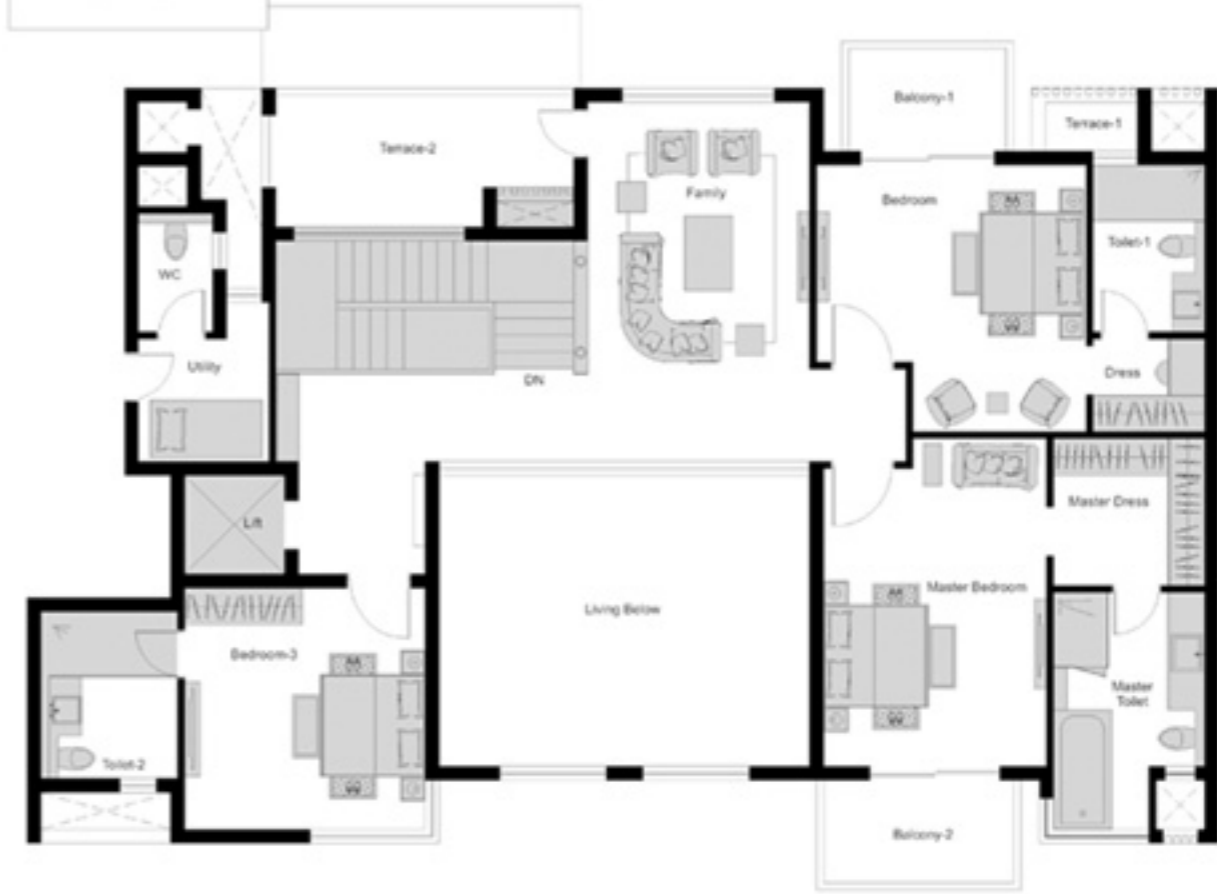 Balcony-1
Terrace-1
Terrace-2
Family
Bedroom
Toilet-1
WC
Utility
DN
Dress
Lift
Master Dress
Living Below
Master Bedroom
Bedroom-3
Master
Toilet
Toilet-2
Balcony-2